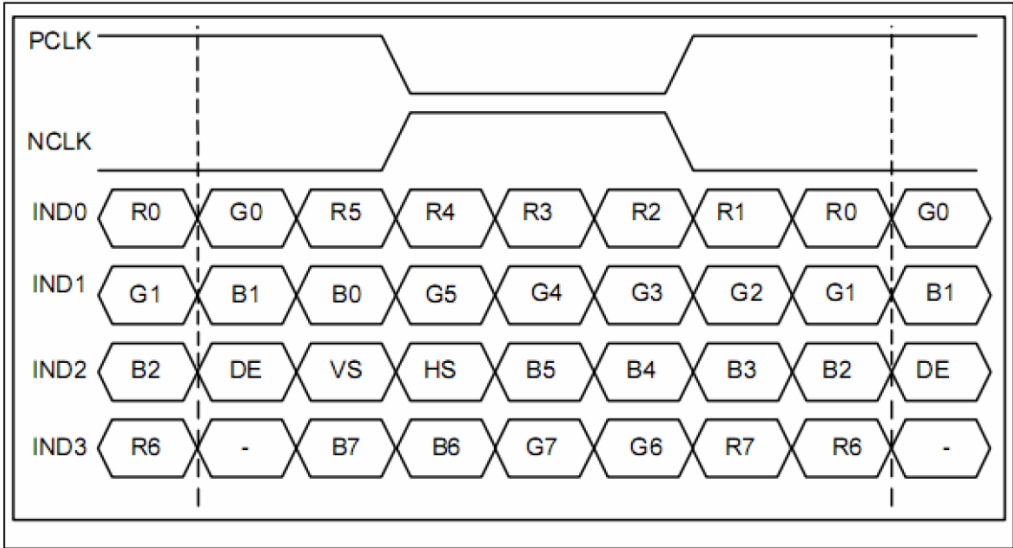 PCLK
NCLK
IND0 R0 G0 R5 R4 R3 R2 R1 R0 G0
IND1 G1 B1 B0 G5 G4 G3 G2 G1 B1
IND2 B2 DE VS HS B5 B4 B3 B2 DE
IND3 R6 - B7 B6 G7 G6 R7 R6 -